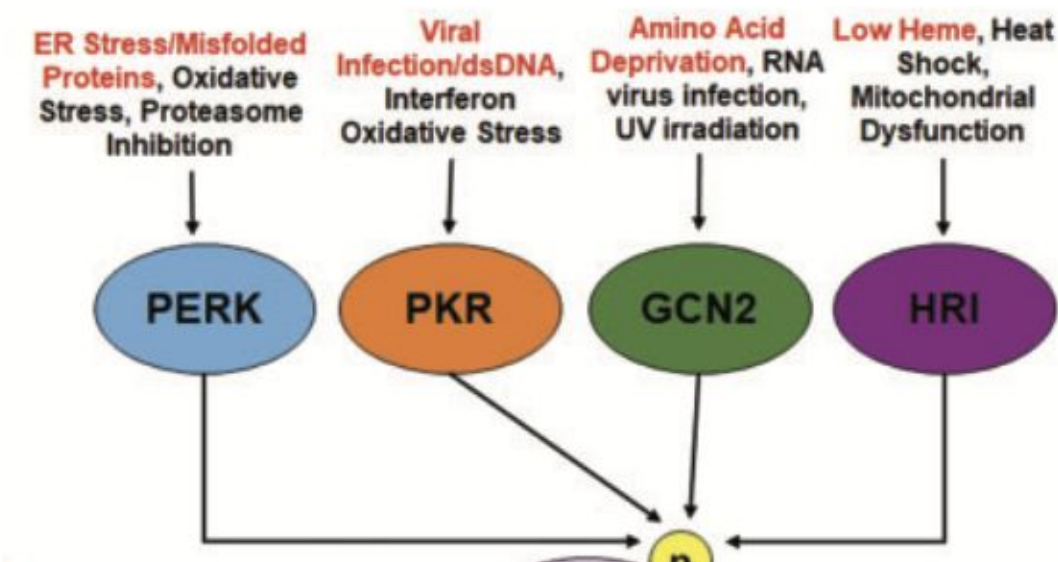 ER Stress/Misfolded
Proteins, Oxidative
Stress, Proteasome
Inhibition
Viral
Infection/dsDNA,
Interferon
Oxidative Stress
Amino Acid
Deprivation, RNA
virus infection,
UV irradiation
Low Heme, Heat
Shock,
Mitochondrial
Dysfunction
PERK
PKR
GCN2
HRI